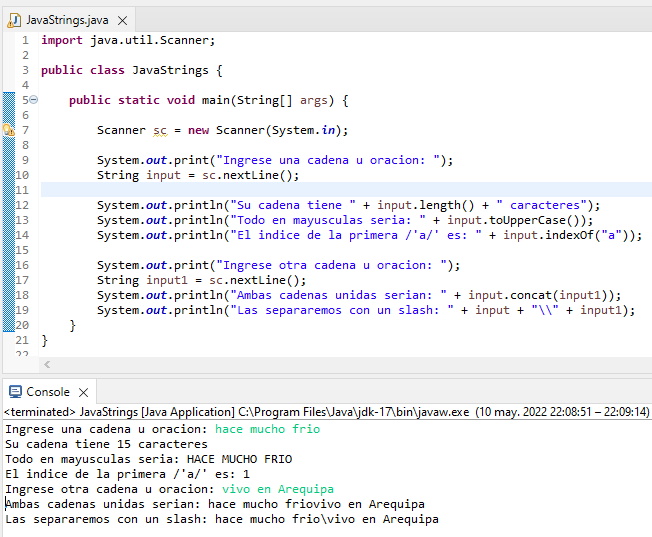 JavaStrings.java
1 import java.util.Scanner;
2
3 public class JavaStrings {
4
5 public static void main(String[] args) {
6
7 Scanner sc = new Scanner(System.in);
8
9 System.out.print("Ingrese una cadena u oracion: ");
10 String input = sc.nextLine();
11
12 System.out.println("Su cadena tiene " + input.length() + " caracteres");
13 System.out.println("Todo en mayusculas seria: " + input.toUpperCase());
14 System.out.println("El indice de la primera /'a/' es: " + input.indexOf("a"));
15
16 System.out.print("Ingrese otra cadena u oracion: ");
17 String input1 = sc.nextLine();
18 System.out.println("Ambas cadenas unidas serian: " + input.concat(input1));
19 System.out.println("Las separaremos con un slash: " + input + "\\" + input1);
20 }
21 }
22
Console
<terminated> JavaStrings [Java Application] C:\Program Files\Java\jdk-17\bin\javaw.exe (10 may. 2022 22:08:51 – 22:09:14)
Ingrese una cadena u oracion: hace mucho frio
Su cadena tiene 15 caracteres
Todo en mayusculas seria: HACE MUCHO FRIO
El indice de la primera /'a/' es: 1
Ingrese otra cadena u oracion: vivo en Arequipa
Ambas cadenas unidas serian: hace mucho friovivo en Arequipa
Las separaremos con un slash: hace mucho frio\vivo en Arequipa